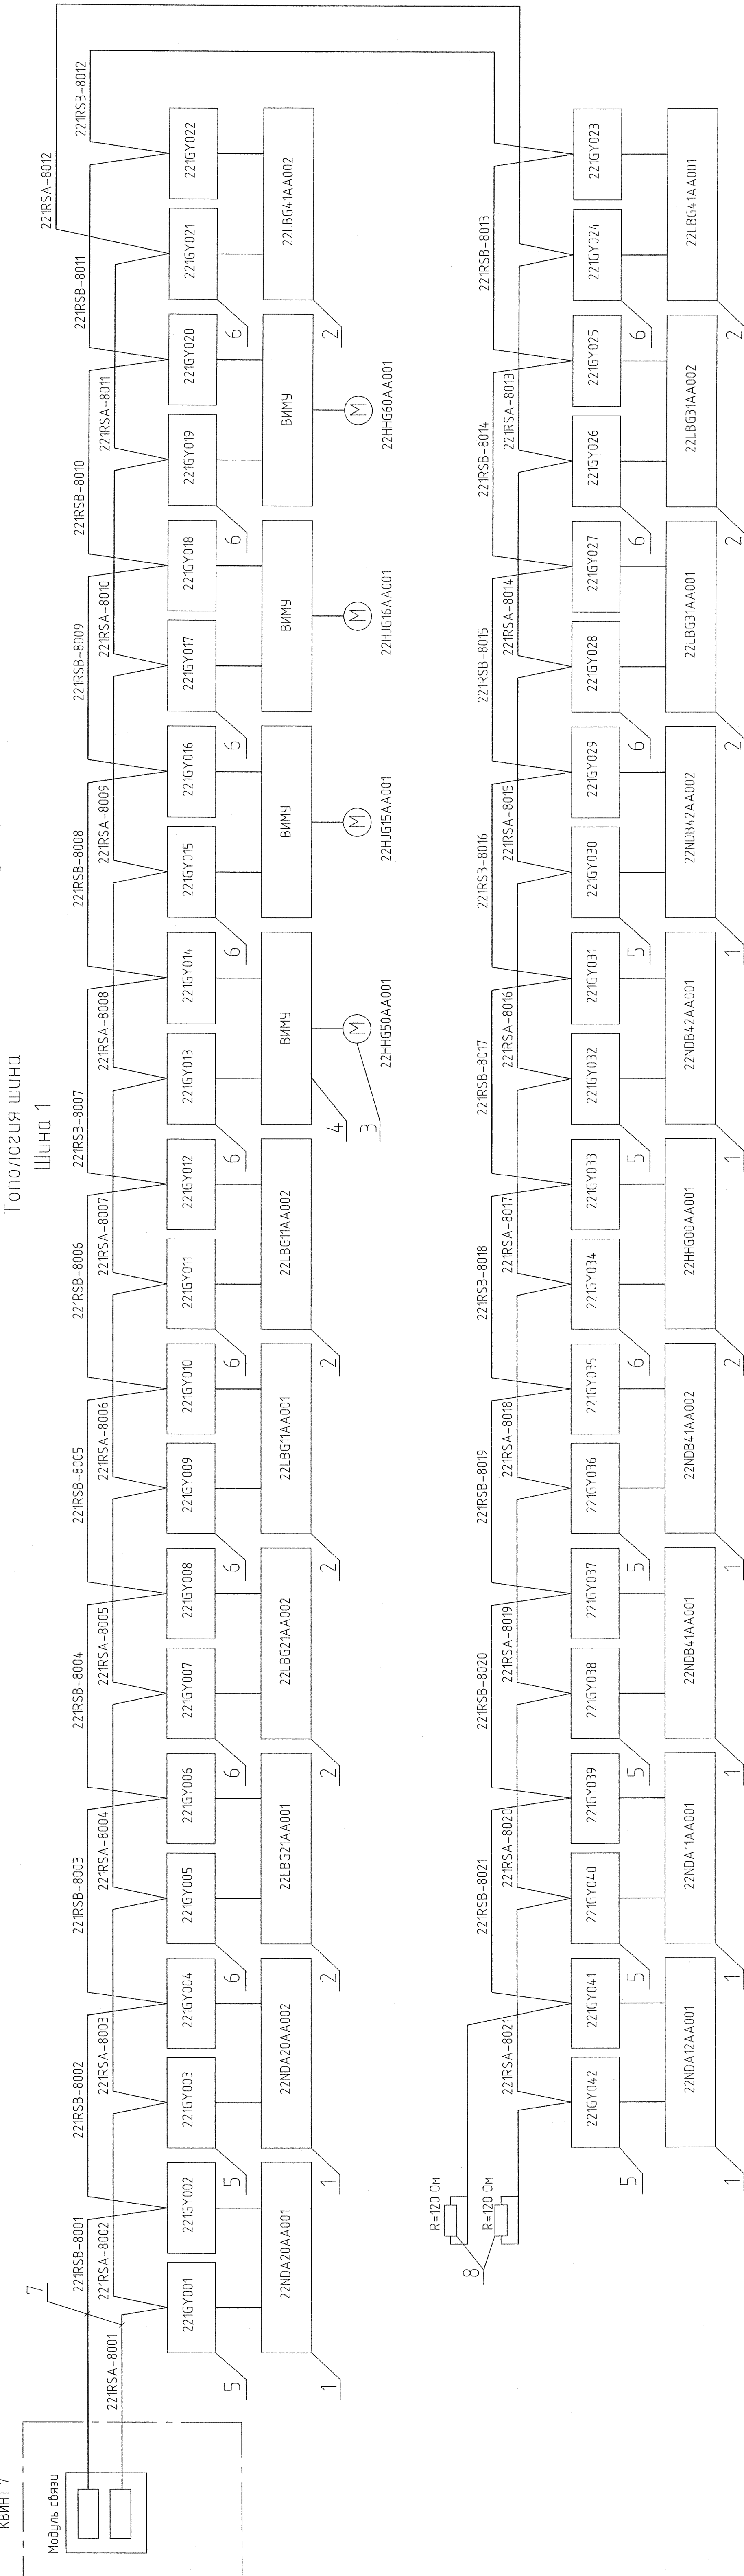 Топология шина
Шина 1
КВИНТ 7
Модуль связи
221RSA-8012
221RSB-8001
221RSB-8002
221RSB-8003
221RSB-8004
221RSB-8005
221RSB-8006
221RSB-8007
221RSB-8008
221RSB-8009
221RSB-8010
221RSB-8011
221RSB-8012
7
221RSA-8001
221RSA-8002
221RSA-8003
221RSA-8004
221RSA-8005
221RSA-8006
221RSA-8007
221RSA-8008
221RSA-8009
221RSA-8010
221RSA-8011
221GY001
221GY002
221GY003
221GY004
221GY005
221GY006
221GY007
221GY008
221GY009
221GY010
221GY011
221GY012
221GY013
221GY014
221GY015
221GY016
221GY017
221GY018
221GY019
221GY020
221GY021
221GY022
5
5
6
6
6
6
6
6
6
6
6
22NDA20AA001
22NDA20AA002
22LBG21AA001
22LBG21AA002
22LBG11AA001
22LBG11AA002
ВИМУ
ВИМУ
ВИМУ
ВИМУ
22LBG41AA002
1
1
2
2
2
2
4
2
3
М
М
М
М
22HHG50AA001
22HJG15AA001
22HJG16AA001
22HHG60AA001
R=120 Ом
R=120 Ом
8
221RSB-8021
221RSB-8020
221RSB-8019
221RSB-8018
221RSB-8017
221RSB-8016
221RSB-8015
221RSB-8014
221RSB-8013
221RSA-8021
221RSA-8020
221RSA-8019
221RSA-8018
221RSA-8017
221RSA-8016
221RSA-8015
221RSA-8014
221RSA-8013
221GY042
221GY041
221GY040
221GY039
221GY038
221GY037
221GY036
221GY035
221GY034
221GY033
221GY032
221GY031
221GY030
221GY029
221GY028
221GY027
221GY026
221GY025
221GY024
221GY023
5
5
5
5
6
5
5
6
6
6
22NDA12AA001
22NDA11AA001
22NDB41AA001
22NDB41AA002
22HHG00AA001
22NDB42AA001
22NDB42AA002
22LBG31AA001
22LBG31AA002
22LBG41AA001
1
1
1
1
2
1
1
2
2
2